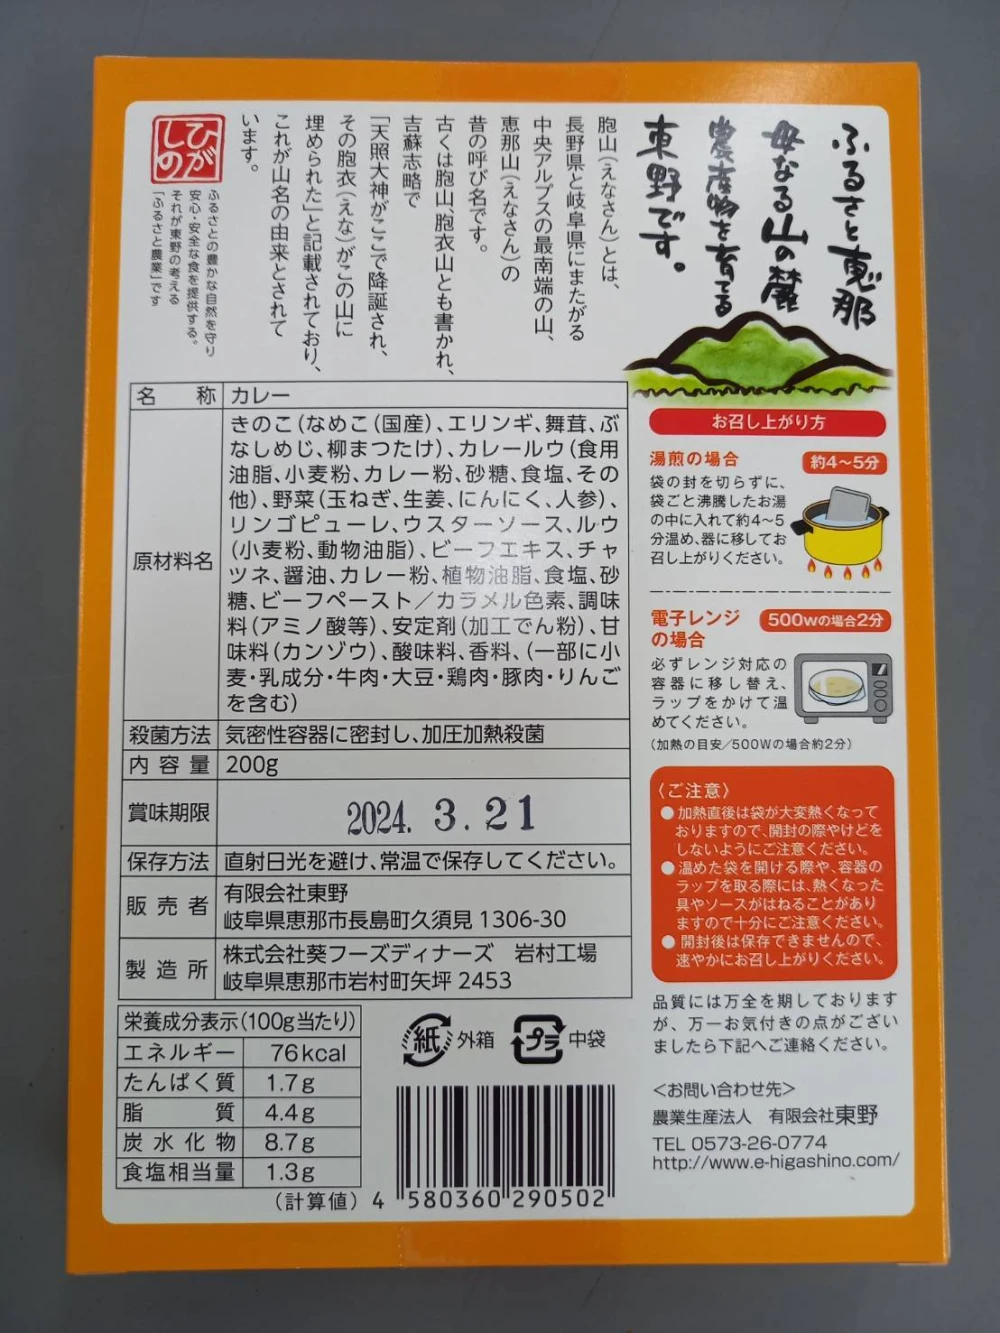 ふるさと恵那
母なる山の麓
農産物を育てる
東野です。
胞山（えなさん）とは、
長野県と岐阜県にまたがる
中央アルプスの最南端の山、
恵那山（えなさん）の
昔の呼び名です。
古くは胞山、胞衣山とも書かれ、
吉蘇志略で
「天照大神がここで降誕され、
その胞衣（えな）がこの山に
埋められた」と記載されており、
これが山名の由来とされて
います。
ひがしの
ふるさとの豊かな自然を守り
安心・安全な食を提供する。
それが東野の考える
「ふるさと農業」です
名称 カレー
原材料名
きのこ（なめこ（国産）、エリンギ、舞茸、ぶ
なしめじ、柳まつたけ）、カレールウ（食用
油脂、小麦粉、カレー粉、砂糖、食塩、その
他）、野菜（玉ねぎ、生姜、にんにく、人参）、
リンゴピューレ、ウスターソース、ルウ
（小麦粉、動物油脂）、ビーフエキス、チャ
ツネ、醤油、カレー粉、植物油脂、食塩、砂
糖、ビーフペースト／カラメル色素、調味
料（アミノ酸等）、安定剤（加工でん粉）、甘
味料（カンゾウ）、酸味料、香料、（一部に小
麦・乳成分・牛肉・大豆・鶏肉・豚肉・りんご
を含む）
殺菌方法 気密性容器に密封し、加圧加熱殺菌
内容量 200g
賞味期限 2024. 3. 21
保存方法 直射日光を避け、常温で保存してください。
販売者 有限会社東野
岐阜県恵那市長島町久須見 1306-30
製造所 株式会社葵フーズディナーズ 岩村工場
岐阜県恵那市岩村町矢坪 2453
栄養成分表示（100g当たり）
エネルギー 76kcal
たんぱく質 1.7g
脂質 4.4g
炭水化物 8.7g
食塩相当量 1.3g
（計算値）
紙 外箱 プラ 中袋
4 580360 290502
お召し上がり方
湯煎の場合 約4～5分
袋の封を切らずに、
袋ごと沸騰したお湯
の中に入れて約4～5
分温め、器に移してお
召し上がりください。
電子レンジ
の場合
500wの場合2分
必ずレンジ対応の
容器に移し替え、
ラップをかけて温
めてください。
（加熱の目安／500Wの場合約2分）
〈ご注意〉
●加熱直後は袋が大変熱くなって
おりますので、開封の際やけどを
しないようにご注意ください。
●温めた袋を開ける際や、容器の
ラップを取る際には、熱くなった
具やソースがはねることがあり
ますので十分にご注意ください。
●開封後は保存できませんので、
速やかにお召し上がりください。
品質には万全を期しております
が、万一お気付きの点がござい
ましたら下記へご連絡ください。
＜お問い合わせ先＞
農業生産法人 有限会社東野
TEL 0573-26-0774
http://www.e-higashino.com/